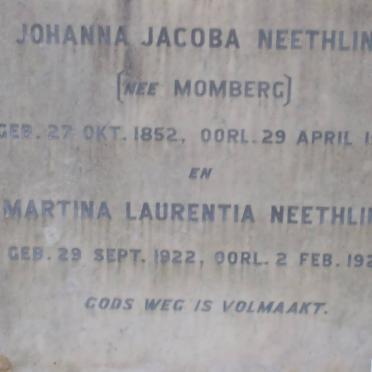 JOHANNA JACOBA NEETHLIN
(NEE MOMBERG)
GEB. 27 OKT. 1852, OORL. 29 APRIL 1
EN
MARTINA LAURENTIA NEETHLI
GEB. 29 SEPT. 1922, OORL. 2 FEB. 192
GODS WEG IS VOLMAAKT.